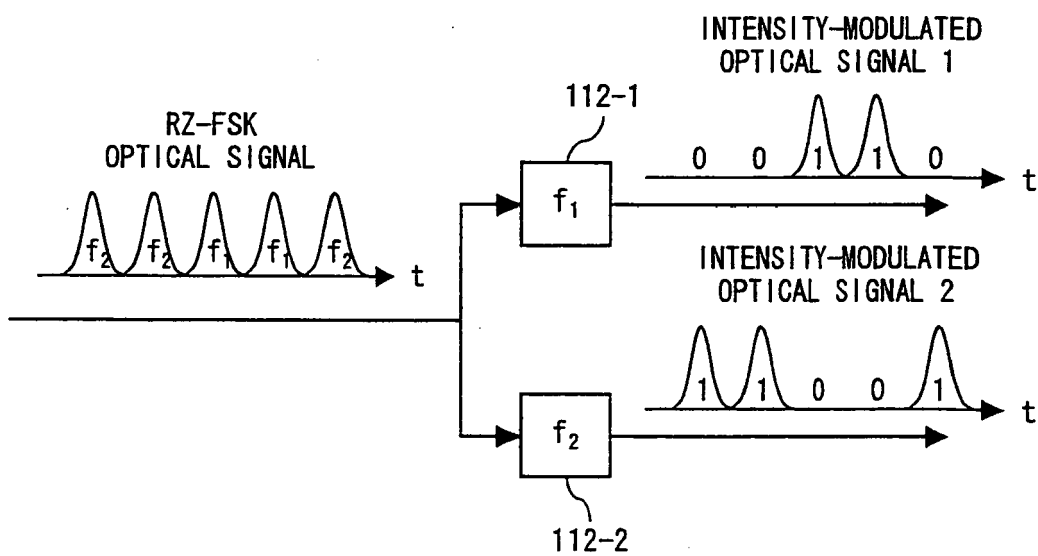 INTENSITY-MODULATED
OPTICAL SIGNAL 1
112-1
RZ-FSK
OPTICAL SIGNAL
0 0 1 1 0
t
f1
f2 f2 f1 f1 f2
t
INTENSITY-MODULATED
OPTICAL SIGNAL 2
1 1 0 0 1
t
f2
112-2